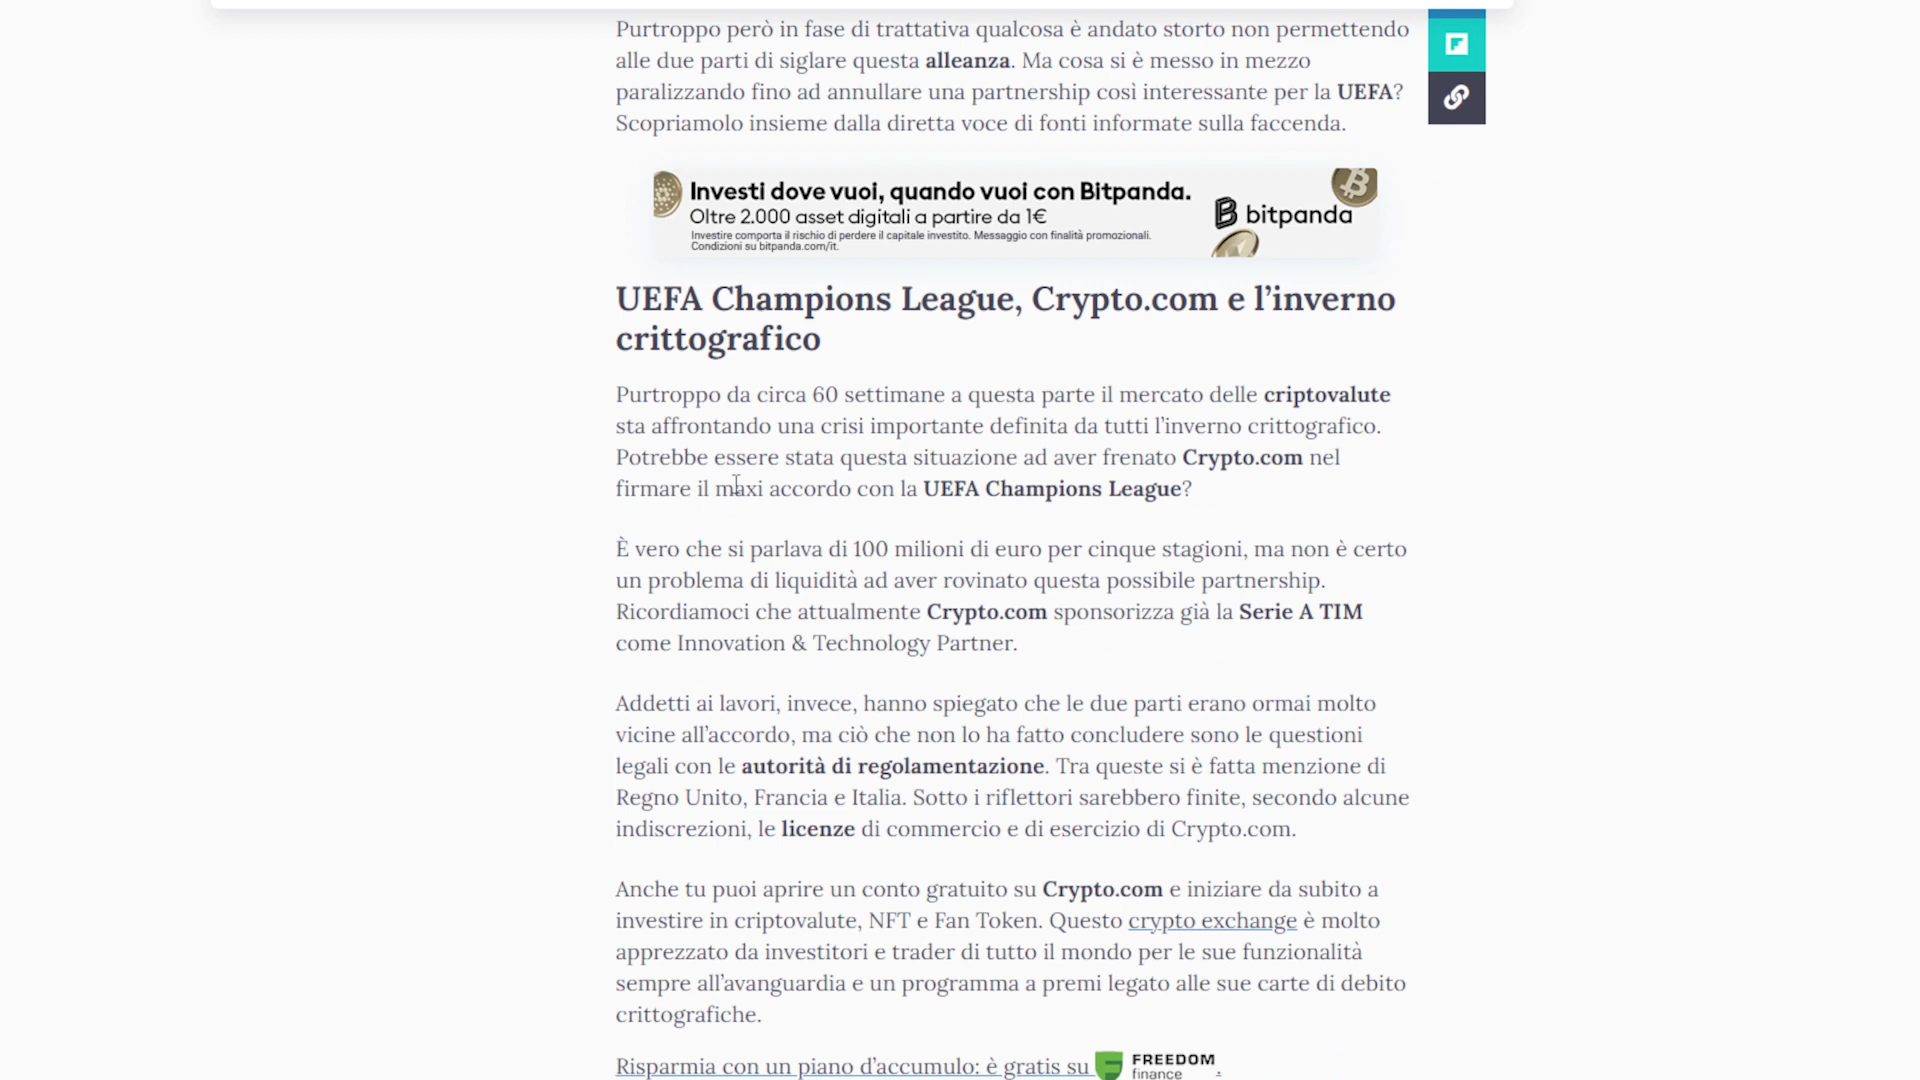 Purtroppo però in fase di trattativa qualcosa è andato storto non permettendo
alle due parti di siglare questa alleanza. Ma cosa si è messo in mezzo
paralizzando fino ad annullare una partnership così interessante per la UEFA?
Scopriamolo insieme dalla diretta voce di fonti informate sulla faccenda.
Investi dove vuoi, quando vuoi con Bitpanda.
Oltre 2.000 asset digitali a partire da 1€
Investire comporta il rischio di perdere il capitale investito. Messaggio con finalità promozionali.
Condizioni su bitpanda.com/it.
bitpanda
UEFA Champions League, Crypto.com e l’inverno
crittografico
Purtroppo da circa 60 settimane a questa parte il mercato delle criptovalute
sta affrontando una crisi importante definita da tutti l’inverno crittografico.
Potrebbe essere stata questa situazione ad aver frenato Crypto.com nel
firmare il maxi accordo con la UEFA Champions League?
È vero che si parlava di 100 milioni di euro per cinque stagioni, ma non è certo
un problema di liquidità ad aver rovinato questa possibile partnership.
Ricordiamoci che attualmente Crypto.com sponsorizza già la Serie A TIM
come Innovation & Technology Partner.
Addetti ai lavori, invece, hanno spiegato che le due parti erano ormai molto
vicine all’accordo, ma ciò che non lo ha fatto concludere sono le questioni
legali con le autorità di regolamentazione. Tra queste si è fatta menzione di
Regno Unito, Francia e Italia. Sotto i riflettori sarebbero finite, secondo alcune
indiscrezioni, le licenze di commercio e di esercizio di Crypto.com.
Anche tu puoi aprire un conto gratuito su Crypto.com e iniziare da subito a
investire in criptovalute, NFT e Fan Token. Questo crypto exchange è molto
apprezzato da investitori e trader di tutto il mondo per le sue funzionalità
sempre all’avanguardia e un programma a premi legato alle sue carte di debito
crittografiche.
Risparmia con un piano d’accumulo: è gratis su FREEDOM finance .